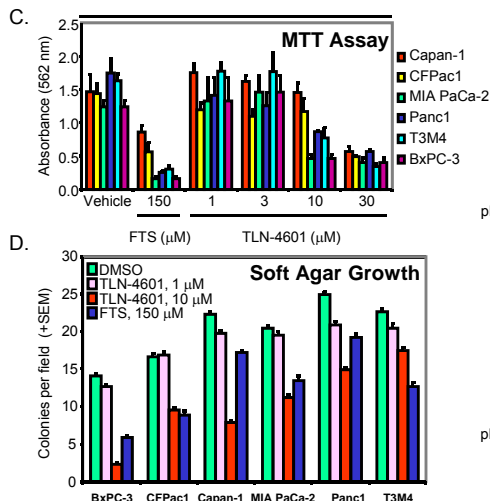 C.
MTT Assay
Absorbance (562 nm)
2.5
2.0
1.5
1.0
0.5
0.0
Capan-1
CFPac1
MIA PaCa-2
Panc1
T3M4
BxPC-3
Vehicle 150 1 3 10 30
FTS (μM) TLN-4601 (μM)
D.
Soft Agar Growth
Colonies per field (+SEM)
30
25
20
15
10
5
0
DMSO
TLN-4601, 1 μM
TLN-4601, 10 μM
FTS, 150 μM
BxPC-3 CFPac1 Capan-1 MIA PaCa-2 Panc1 T3M4